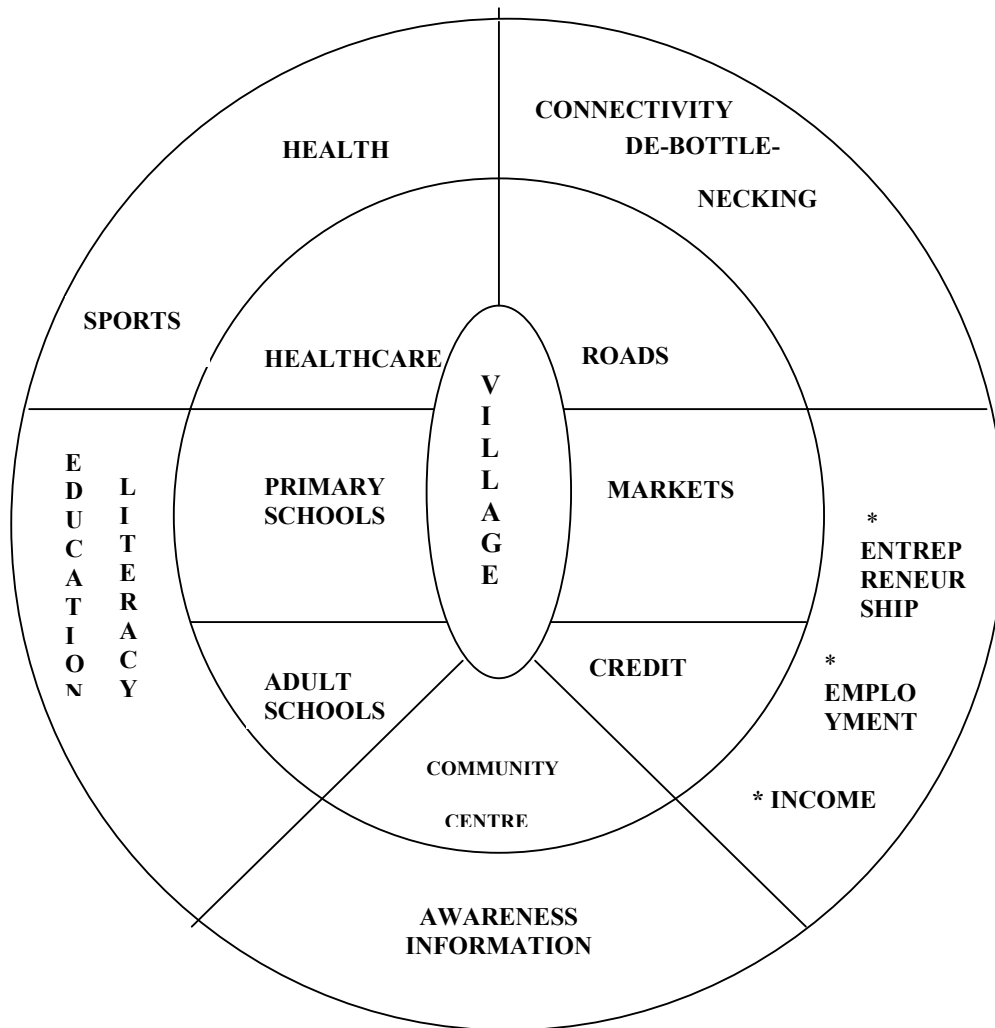 HEALTH
CONNECTIVITY
DE-BOTTLE-
NECKING
SPORTS
HEALTHCARE
ROADS
VILLAGE
EDUCATION
LITERACY
PRIMARY
SCHOOLS
MARKETS
*
ENTREP
RENEUR
SHIP
ADULT
SCHOOLS
CREDIT
*
EMPLO
YMENT
COMMUNITY
CENTRE
* INCOME
AWARENESS
INFORMATION